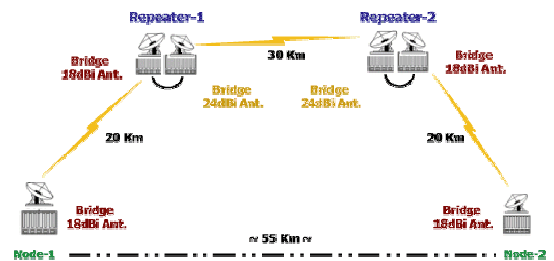 Repeater-1
Repeater-2
30 Km
Bridge
18dBi Ant.
Bridge
18dBi Ant.
Bridge
24dBi Ant.
Bridge
24dBi Ant.
20 Km
20 Km
Bridge
18dBi Ant.
Bridge
18dBi Ant.
~ 55 Km ~
Node-1
Node-2